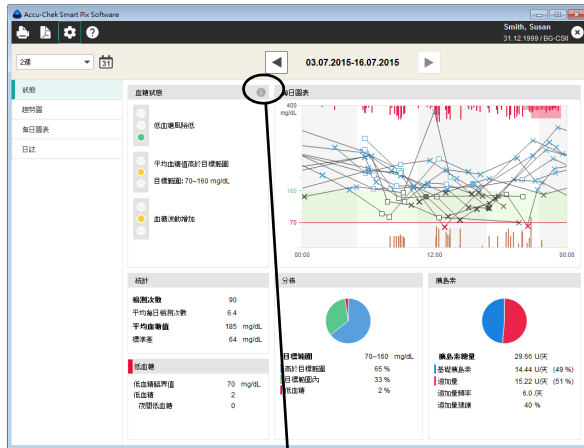 Accu-Chek Smart Pix Software
Smith, Susan
31.12.1999 / BG-CSII
2週
31
03.07.2015-16.07.2015
狀態
趨勢圖
每日圖表
日誌
血糖狀態
低血糖風險低
平均血糖值高於目標範圍
目標範圍: 70–160 mg/dL
血糖波動增加
每日圖表
400
mg/dL
160
70
00:00
12:00
00:00
統計
檢測次數 90
平均每日檢測次數 6.4
平均血糖值 185 mg/dL
標準差 64 mg/dL
低血糖
低血糖臨界值 70 mg/dL
低血糖 2
夜間低血糖 0
分佈
目標範圍 70–160 mg/dL
高於目標範圍 65 %
目標範圍內 33 %
低血糖 2 %
胰島素
胰島素總量 29.66 U/天
基礎胰島素 14.44 U/天 (49 %)
追加量 15.22 U/天 (51 %)
追加量頻率 6.0 /天
追加量建議 40 %